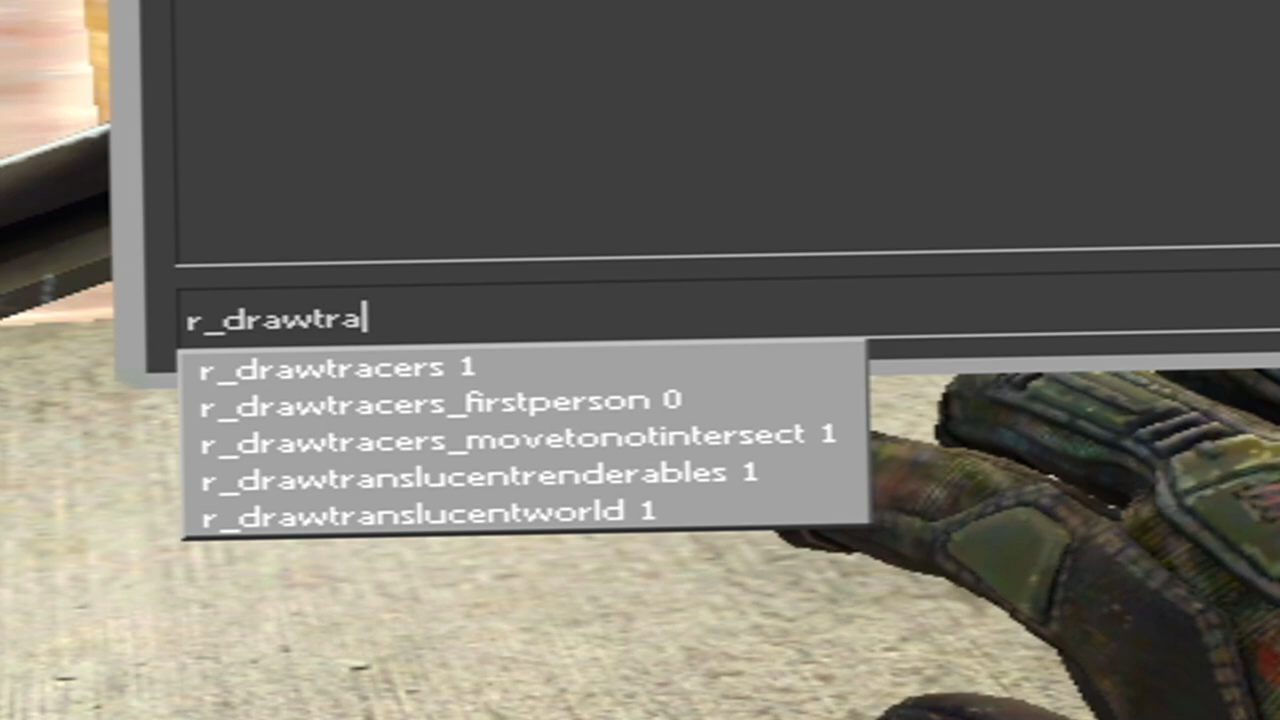 r_drawtra
r_drawtracers 1
r_drawtracers_firstperson 0
r_drawtracers_movetonotintersect 1
r_drawtranslucentrenderables 1
r_drawtranslucentworld 1